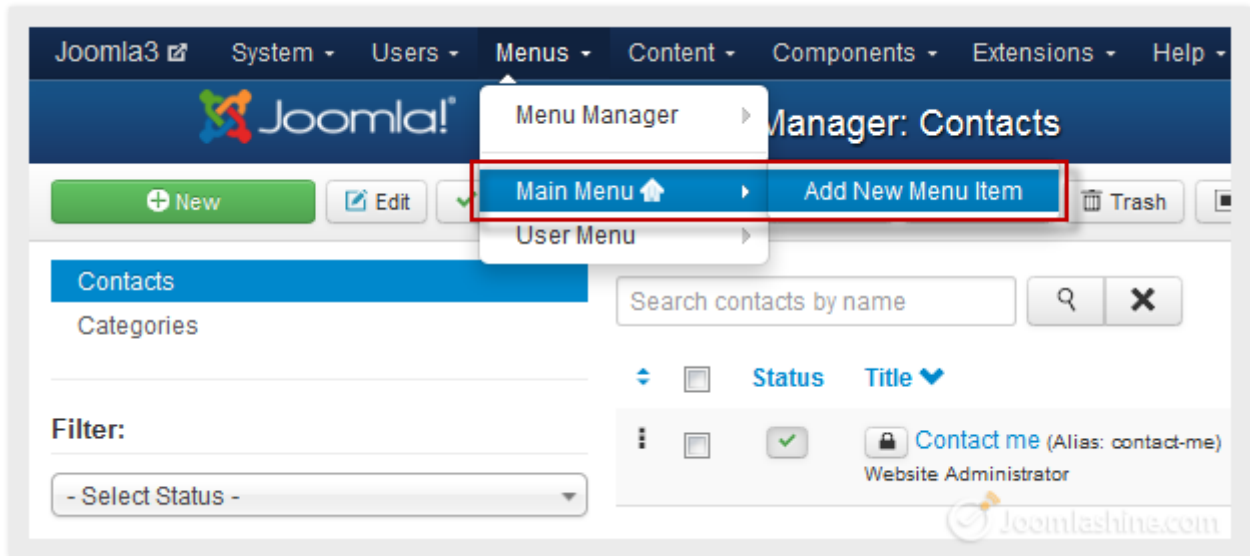 Joomla3 System Users Menus Content Components Extensions Help
Joomla!
Manager: Contacts
Menu Manager
Main Menu Add New Menu Item
User Menu
New Edit Trash
Contacts
Categories
Search contacts by name
Status Title
Filter:
Contact me (Alias: contact-me)
Website Administrator
- Select Status -
Joomlashine.com